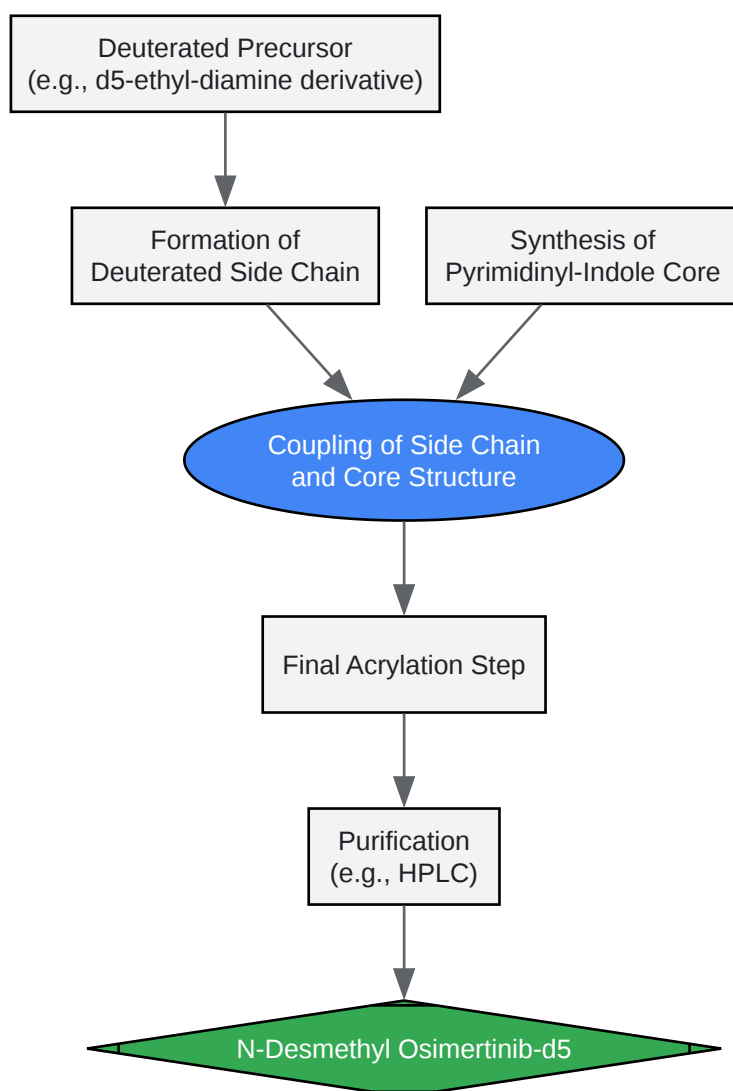 Deuterated Precursor
(e.g., d5-ethyl-diamine derivative)
Formation of
Deuterated Side Chain
Synthesis of
Pyrimidinyl-Indole Core
Coupling of Side Chain
and Core Structure
Final Acrylation Step
Purification
(e.g., HPLC)
N-Desmethyl Osimertinib-d5